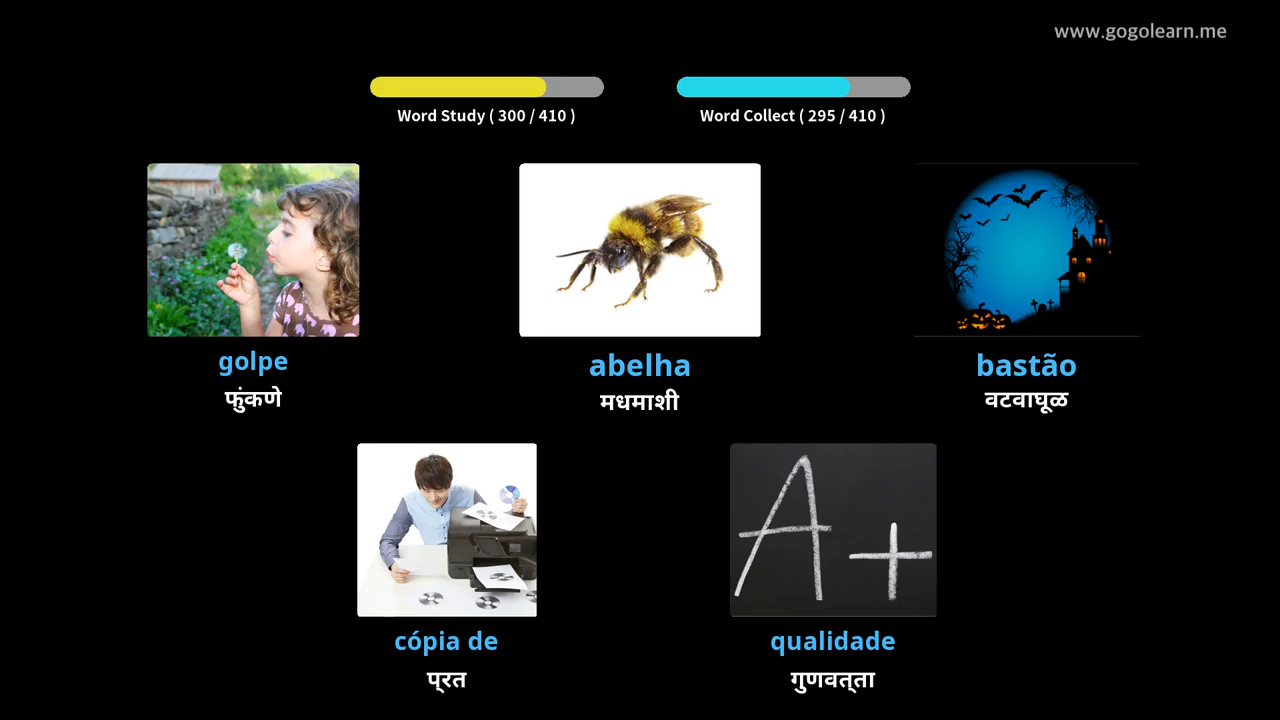 www.gogolearn.me
Word Study ( 300 / 410 )
Word Collect ( 295 / 410 )
golpe
फुंकणे
abelha
मधमाशी
bastão
वटवाघूळ
cópia de
प्रत
qualidade
गुणवत्ता
A+